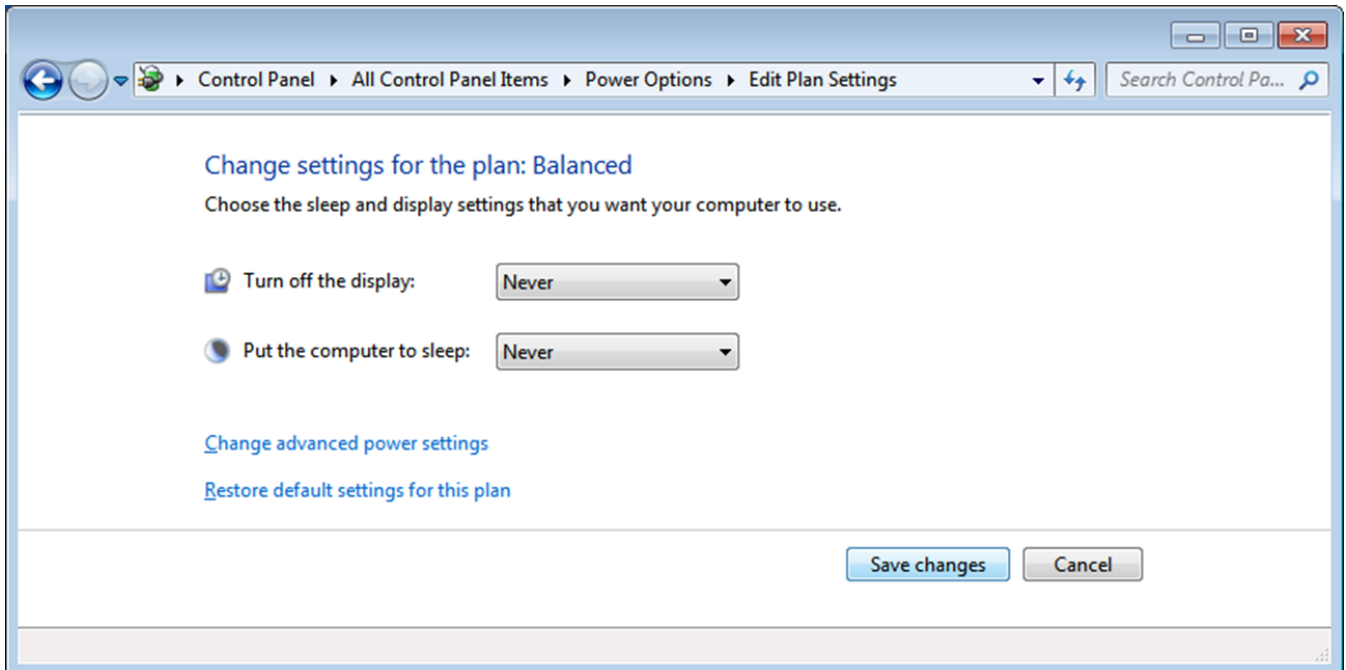 Control Panel All Control Panel Items Power Options Edit Plan Settings Search Control Pa...
Change settings for the plan: Balanced
Choose the sleep and display settings that you want your computer to use.
Turn off the display: Never
Put the computer to sleep: Never
Change advanced power settings
Restore default settings for this plan
Save changes Cancel